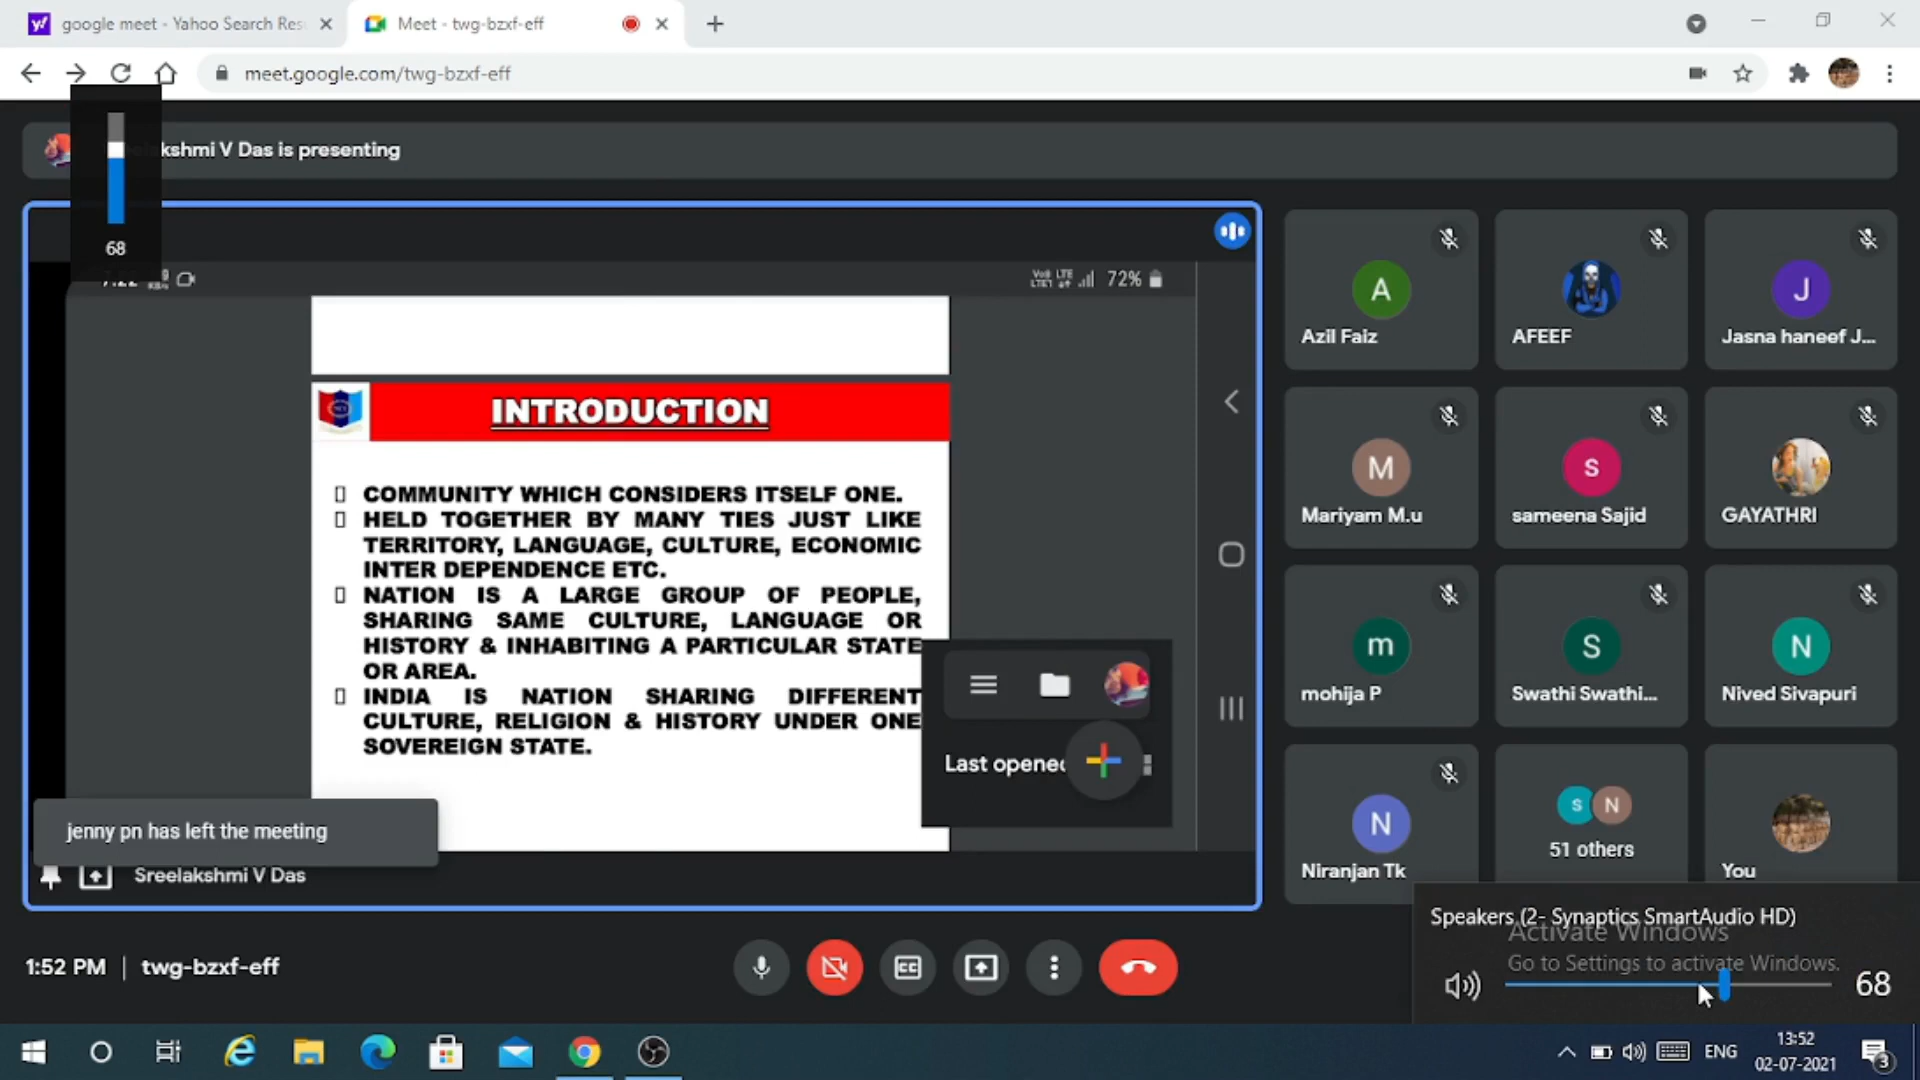 google meet - Yahoo Search Res
Meet - twg-bzxf-eff
meet.google.com/twg-bzxf-eff
kshmi V Das is presenting
68
72%
INTRODUCTION
COMMUNITY WHICH CONSIDERS ITSELF ONE.
HELD TOGETHER BY MANY TIES JUST LIKE
TERRITORY, LANGUAGE, CULTURE, ECONOMIC
INTER DEPENDENCE ETC.
NATION IS A LARGE GROUP OF PEOPLE,
SHARING SAME CULTURE, LANGUAGE OR
HISTORY & INHABITING A PARTICULAR STATE
OR AREA.
INDIA IS NATION SHARING DIFFERENT
CULTURE, RELIGION & HISTORY UNDER ONE
SOVEREIGN STATE.
Last opened
jenny pn has left the meeting
Sreelakshmi V Das
A
Azil Faiz
AFEEF
J
Jasna haneef J...
M
Mariyam M.u
s
sameena Sajid
GAYATHRI
m
mohija P
S
Swathi Swathi...
N
Nived Sivapuri
N
Niranjan Tk
s N
51 others
You
1:52 PM | twg-bzxf-eff
CC
Speakers (2- Synaptics SmartAudio HD)
Activate Windows
Go to Settings to activate Windows.
68
ENG
13:52
02-07-2021
3